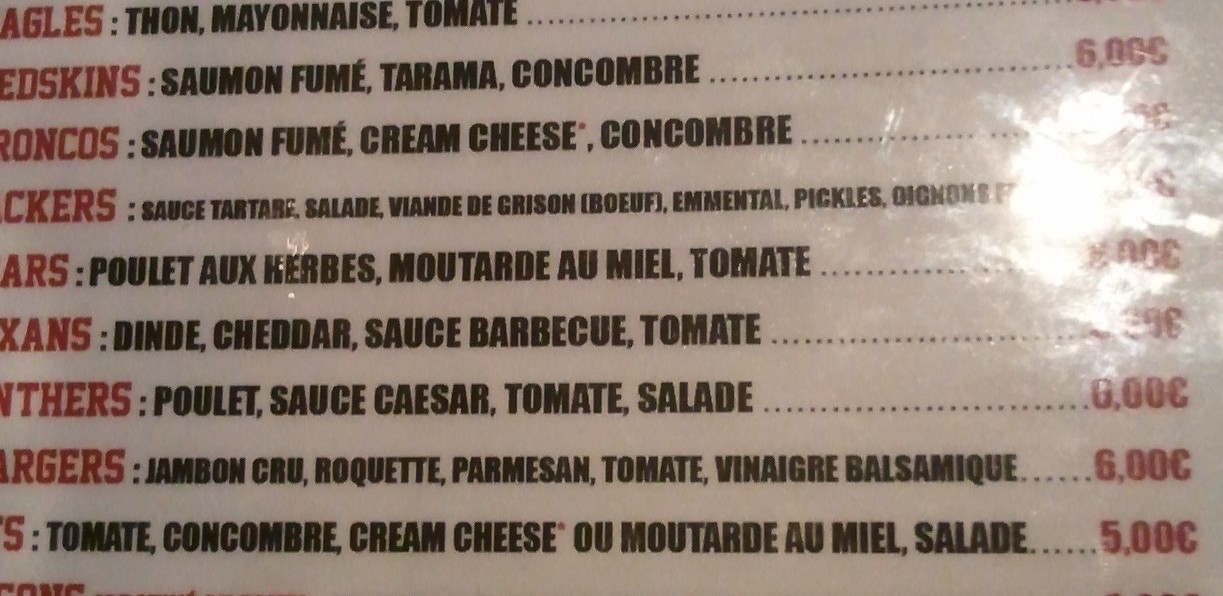 AGLES : THON, MAYONNAISE, TOMATE
EDSKINS : SAUMON FUMÉ, TARAMA, CONCOMBRE 6,00€
RONCOS : SAUMON FUMÉ, CREAM CHEESE*, CONCOMBRE
CKERS : SAUCE TARTARE, SALADE, VIANDE DE GRISON (BOEUF), EMMENTAL, PICKLES, OIGNONS
ARS : POULET AUX HERBES, MOUTARDE AU MIEL, TOMATE
XANS : DINDE, CHEDDAR, SAUCE BARBECUE, TOMATE
NTHERS : POULET, SAUCE CAESAR, TOMATE, SALADE 6,00€
ARGERS : JAMBON CRU, ROQUETTE, PARMESAN, TOMATE, VINAIGRE BALSAMIQUE 6,00€
S : TOMATE, CONCOMBRE, CREAM CHEESE* OU MOUTARDE AU MIEL, SALADE 5,00€